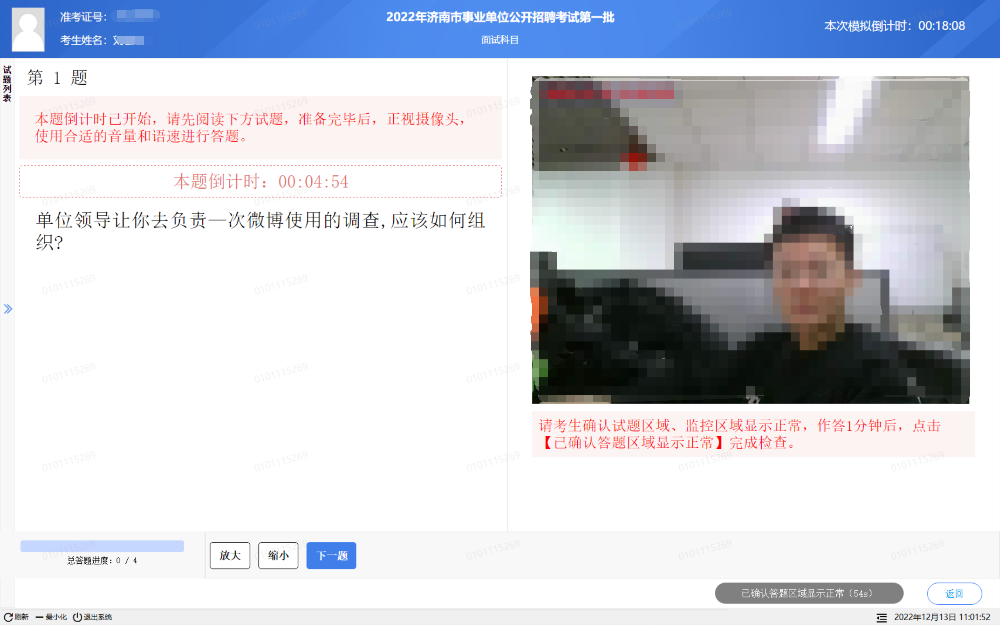 准考证号：
考生姓名：
2022年济南市事业单位公开招聘考试第一批
面试科目
本次模拟倒计时：00:18:08
试题列表
第 1 题
本题倒计时已开始，请先阅读下方试题，准备完毕后，正视摄像头，
使用合适的音量和语速进行答题。
本题倒计时：00:04:54
单位领导让你去负责一次微博使用的调查,应该如何组
织?
请考生确认试题区域、监控区域显示正常，作答1分钟后，点击
【已确认答题区域显示正常】完成检查。
总答题进度：0 / 4
放大
缩小
下一题
已确认答题区域显示正常（54s）
返回
刷新
最小化
退出系统
2022年12月13日 11:01:52
0101115269